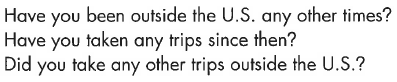 Have you been outside the U.S. any other times?
Have you taken any trips since then?
Did you take any other trips outside the U.S.?